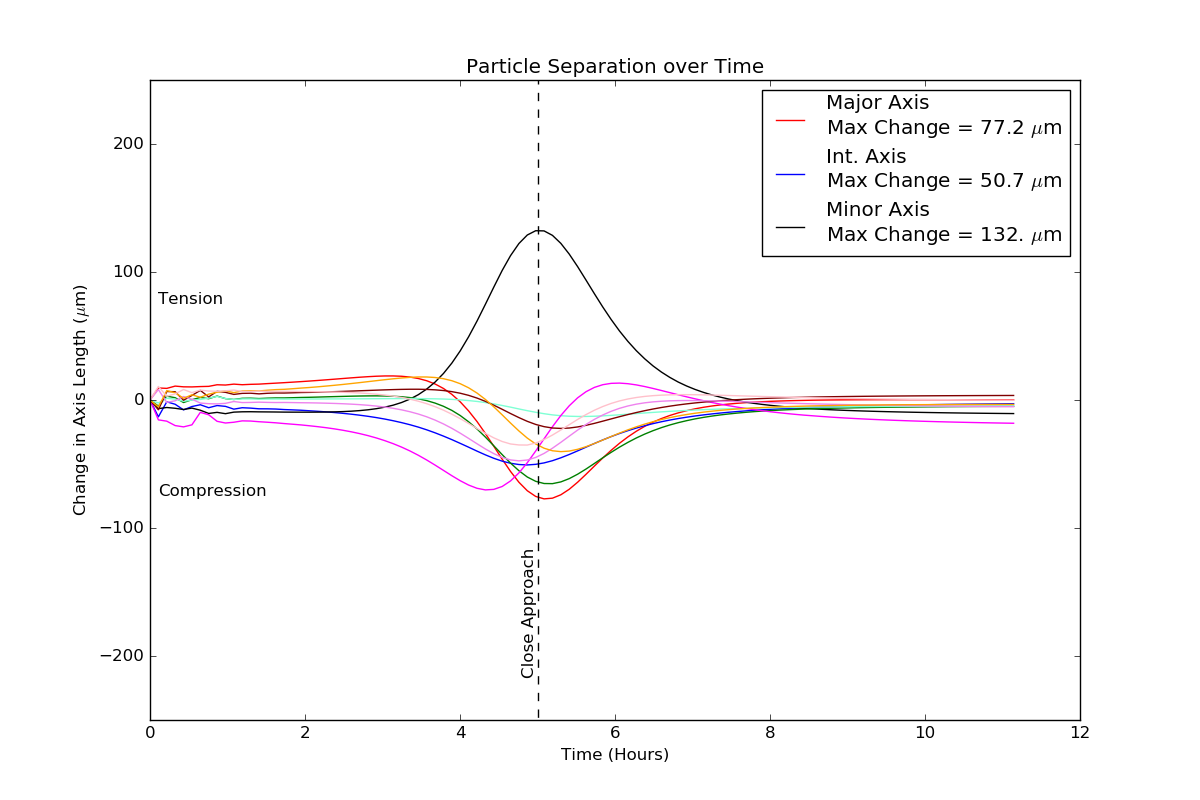 Particle Separation over Time
Major Axis
Max Change = 77.2 μm
Int. Axis
Max Change = 50.7 μm
Minor Axis
Max Change = 132. μm
Tension
Compression
Close Approach
Change in Axis Length (μm)
200
100
0
−100
−200
0 2 4 6 8 10 12
Time (Hours)